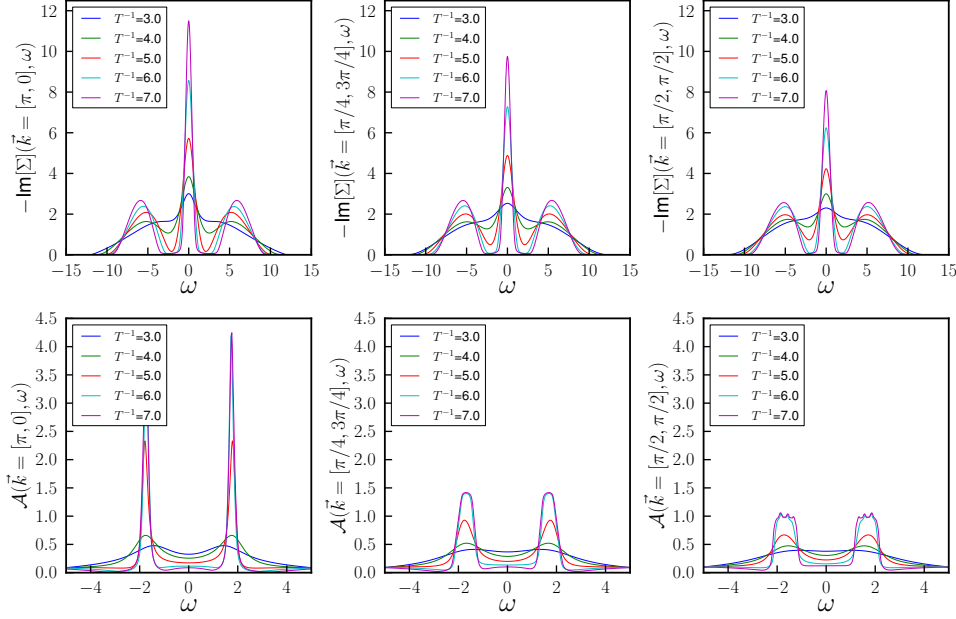 −Im[Σ](k⃗ = [π, 0], ω)
12
10
8
6
4
2
0
T⁻¹=3.0
T⁻¹=4.0
T⁻¹=5.0
T⁻¹=6.0
T⁻¹=7.0
−15 −10 −5 0 5 10 15
ω
−Im[Σ](k⃗ = [π/4, 3π/4], ω)
12
10
8
6
4
2
0
T⁻¹=3.0
T⁻¹=4.0
T⁻¹=5.0
T⁻¹=6.0
T⁻¹=7.0
−15 −10 −5 0 5 10 15
ω
−Im[Σ](k⃗ = [π/2, π/2], ω)
12
10
8
6
4
2
0
T⁻¹=3.0
T⁻¹=4.0
T⁻¹=5.0
T⁻¹=6.0
T⁻¹=7.0
−15 −10 −5 0 5 10 15
ω
𝒜(k⃗ = [π, 0], ω)
4.5
4.0
3.5
3.0
2.5
2.0
1.5
1.0
0.5
0.0
T⁻¹=3.0
T⁻¹=4.0
T⁻¹=5.0
T⁻¹=6.0
T⁻¹=7.0
−4 −2 0 2 4
ω
𝒜(k⃗ = [π/4, 3π/4], ω)
4.5
4.0
3.5
3.0
2.5
2.0
1.5
1.0
0.5
0.0
T⁻¹=3.0
T⁻¹=4.0
T⁻¹=5.0
T⁻¹=6.0
T⁻¹=7.0
−4 −2 0 2 4
ω
𝒜(k⃗ = [π/2, π/2], ω)
4.5
4.0
3.5
3.0
2.5
2.0
1.5
1.0
0.5
0.0
T⁻¹=3.0
T⁻¹=4.0
T⁻¹=5.0
T⁻¹=6.0
T⁻¹=7.0
−4 −2 0 2 4
ω